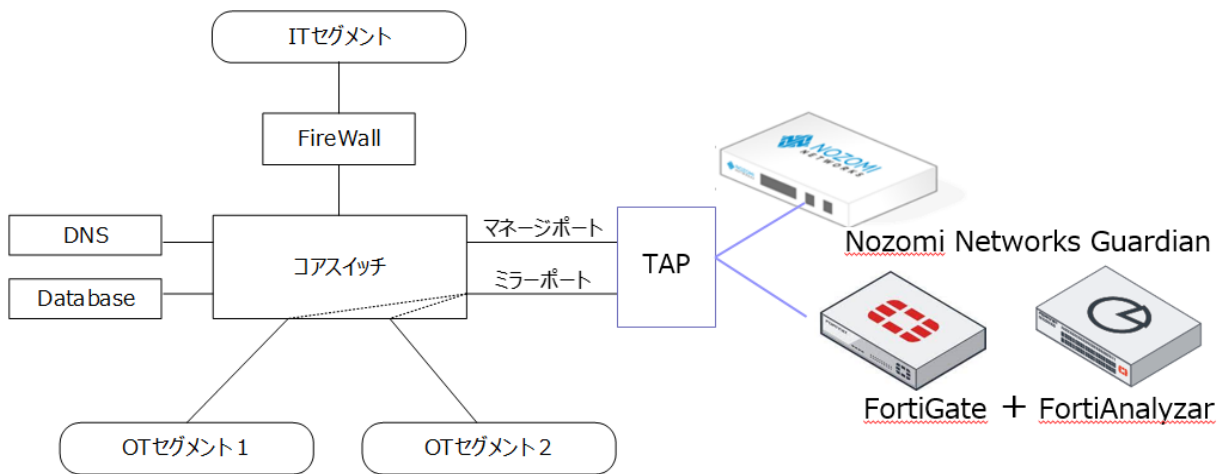 ITセグメント
FireWall
DNS
Database
コアスイッチ
マネージポート
ミラーポート
TAP
NOZOMI
NETWORKS
Nozomi Networks Guardian
FortiGate + FortiAnalyzar
OTセグメント1
OTセグメント2